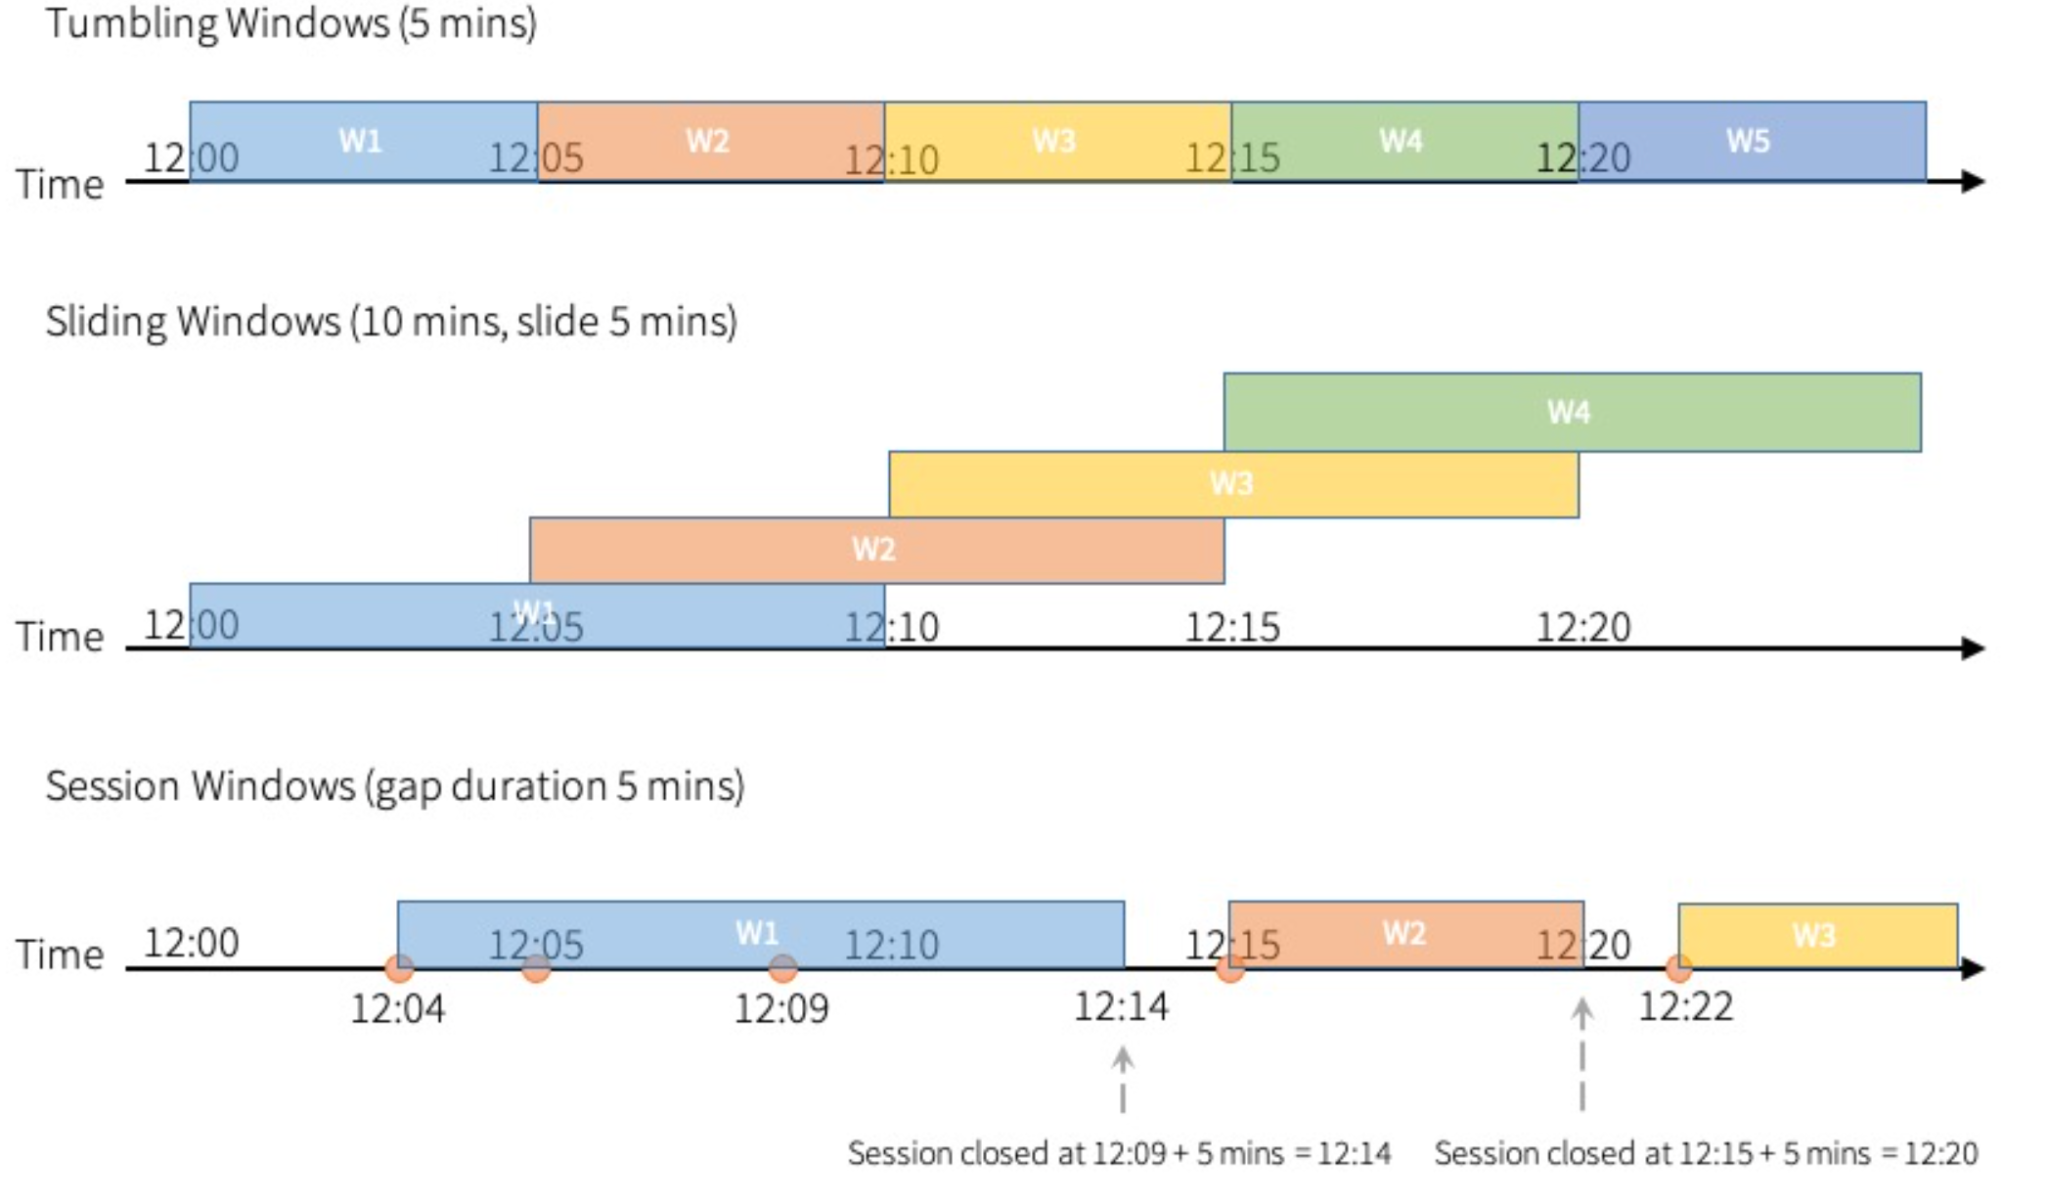 Tumbling Windows (5 mins)
W1 W2 W3 W4 W5
12:00 12:05 12:10 12:15 12:20
Time
Sliding Windows (10 mins, slide 5 mins)
W4
W3
W2
W1
12:00 12:05 12:10 12:15 12:20
Time
Session Windows (gap duration 5 mins)
W1 W2 W3
12:00 12:05 12:10 12:15 12:20
Time
12:04 12:09 12:14 12:22
Session closed at 12:09 + 5 mins = 12:14 Session closed at 12:15 + 5 mins = 12:20